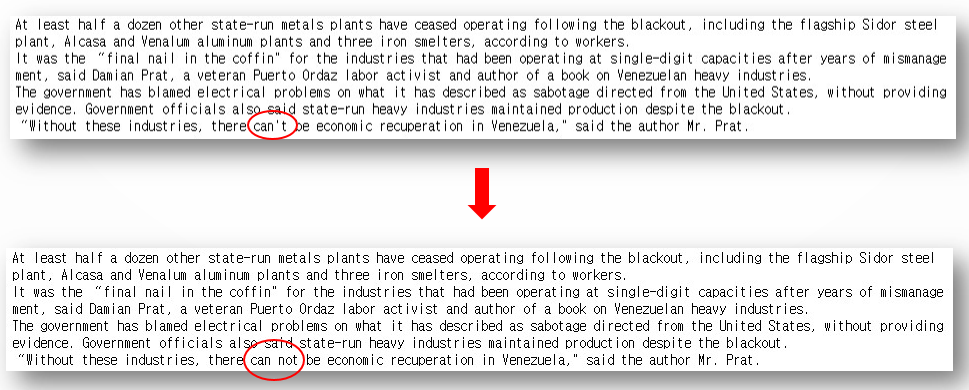 At least half a dozen other state-run metals plants have ceased operating following the blackout, including the flagship Sidor steel
plant, Alcasa and Venalum aluminum plants and three iron smelters, according to workers.
It was the “final nail in the coffin" for the industries that had been operating at single-digit capacities after years of mismanage
ment, said Damian Prat, a veteran Puerto Ordaz labor activist and author of a book on Venezuelan heavy industries.
The government has blamed electrical problems on what it has described as sabotage directed from the United States, without providing
evidence. Government officials also said state-run heavy industries maintained production despite the blackout.
“Without these industries, there can't be economic recuperation in Venezuela," said the author Mr. Prat.
At least half a dozen other state-run metals plants have ceased operating following the blackout, including the flagship Sidor steel
plant, Alcasa and Venalum aluminum plants and three iron smelters, according to workers.
It was the “final nail in the coffin" for the industries that had been operating at single-digit capacities after years of mismanage
ment, said Damian Prat, a veteran Puerto Ordaz labor activist and author of a book on Venezuelan heavy industries.
The government has blamed electrical problems on what it has described as sabotage directed from the United States, without providing
evidence. Government officials also said state-run heavy industries maintained production despite the blackout.
“Without these industries, there can not be economic recuperation in Venezuela," said the author Mr. Prat.